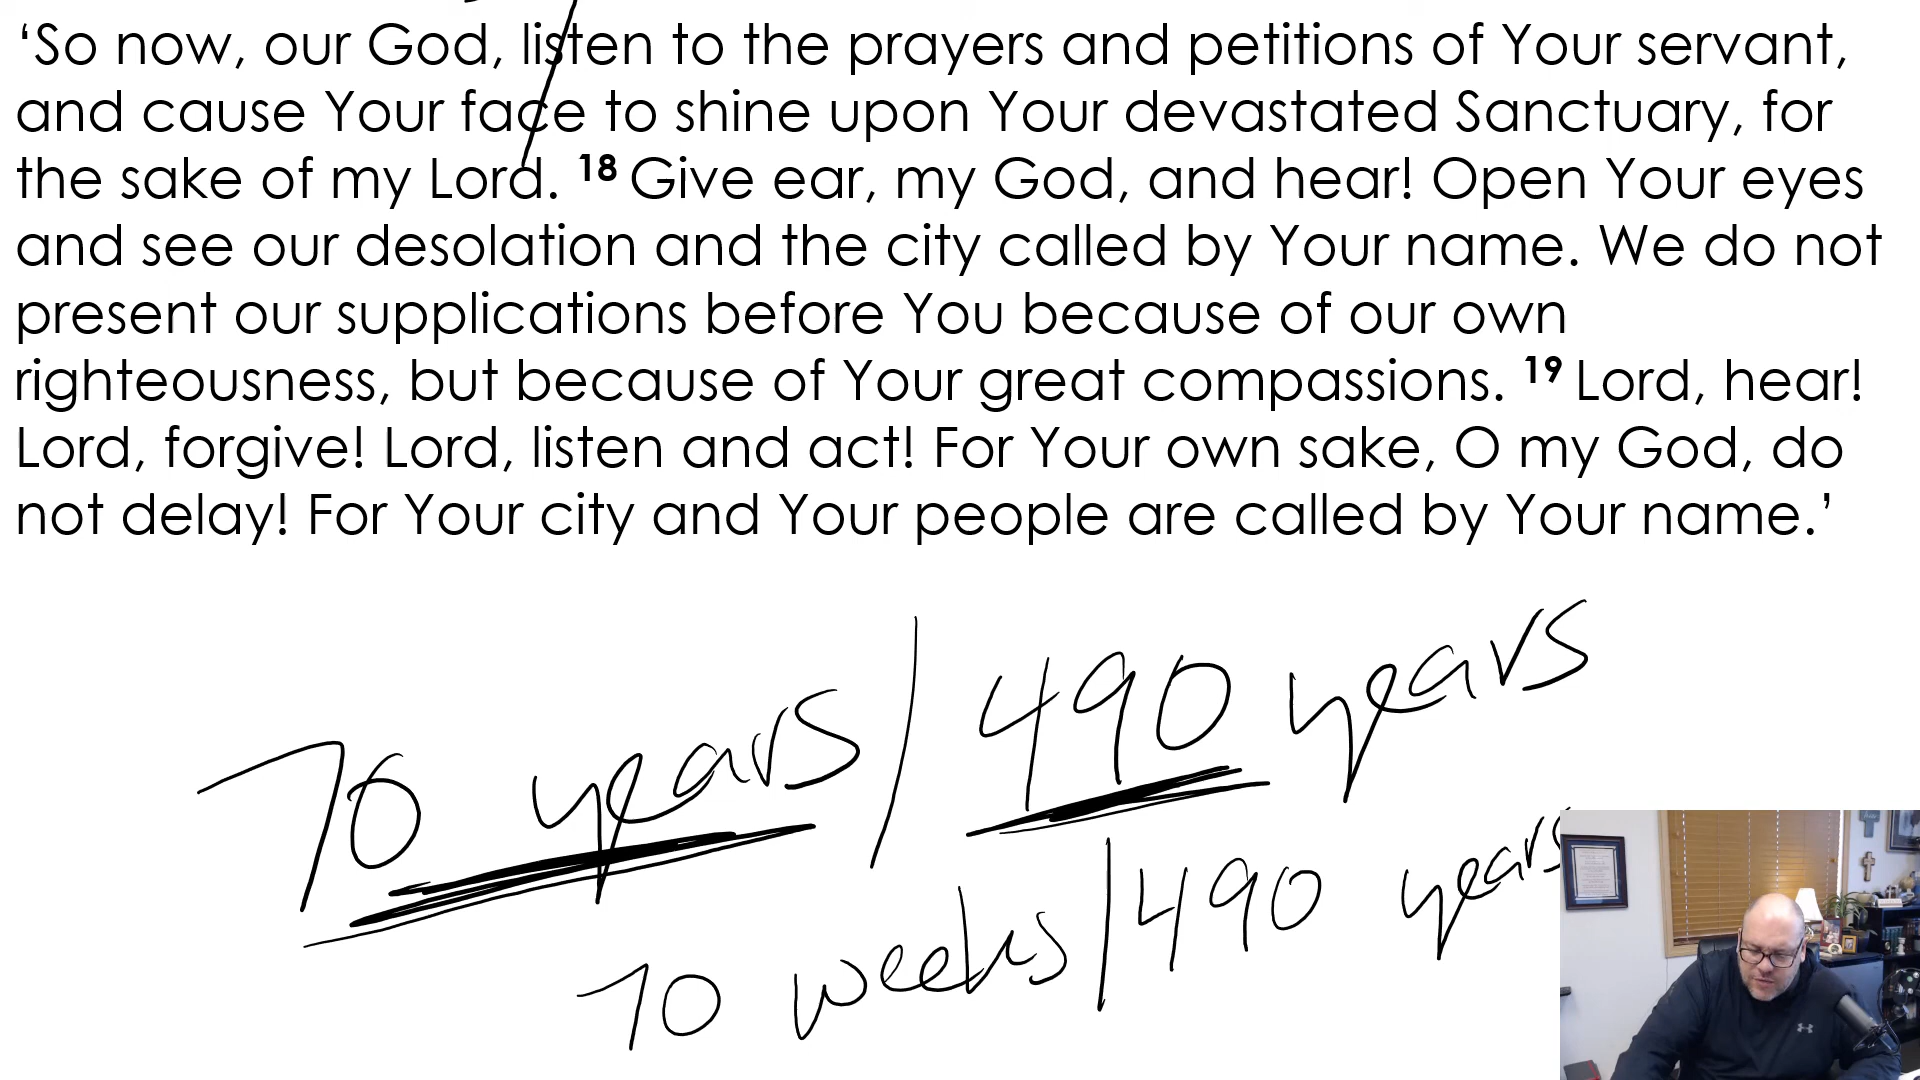 ‘So now, our God, listen to the prayers and petitions of Your servant,
and cause Your face to shine upon Your devastated Sanctuary, for
the sake of my Lord. 18 Give ear, my God, and hear! Open Your eyes
and see our desolation and the city called by Your name. We do not
present our supplications before You because of our own
righteousness, but because of Your great compassions. 19 Lord, hear!
Lord, forgive! Lord, listen and act! For Your own sake, O my God, do
not delay! For Your city and Your people are called by Your name.’
70 years / 490 years
70 weeks / 490 years